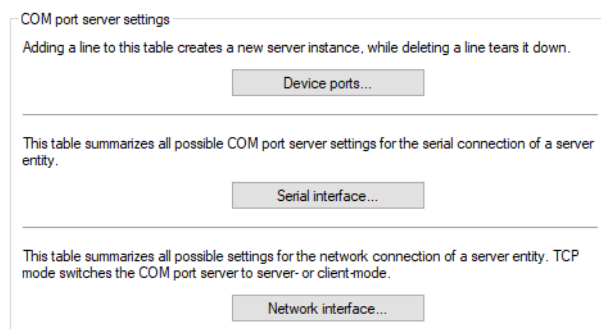 COM port server settings
Adding a line to this table creates a new server instance, while deleting a line tears it down.
Device ports...
This table summarizes all possible COM port server settings for the serial connection of a server
entity.
Serial interface...
This table summarizes all possible settings for the network connection of a server entity. TCP
mode switches the COM port server to server- or client-mode.
Network interface...